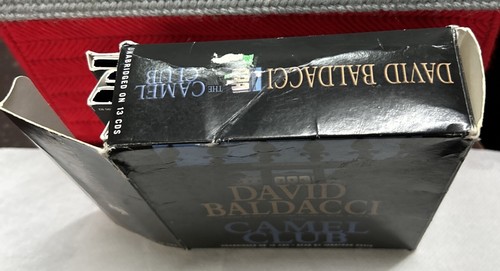 UNABRIDGED ON 13 CDS
THE CAMEL
CLUB
DAVID BALDACCI
DAVID
BALDACCI
CAMEL
CLUB